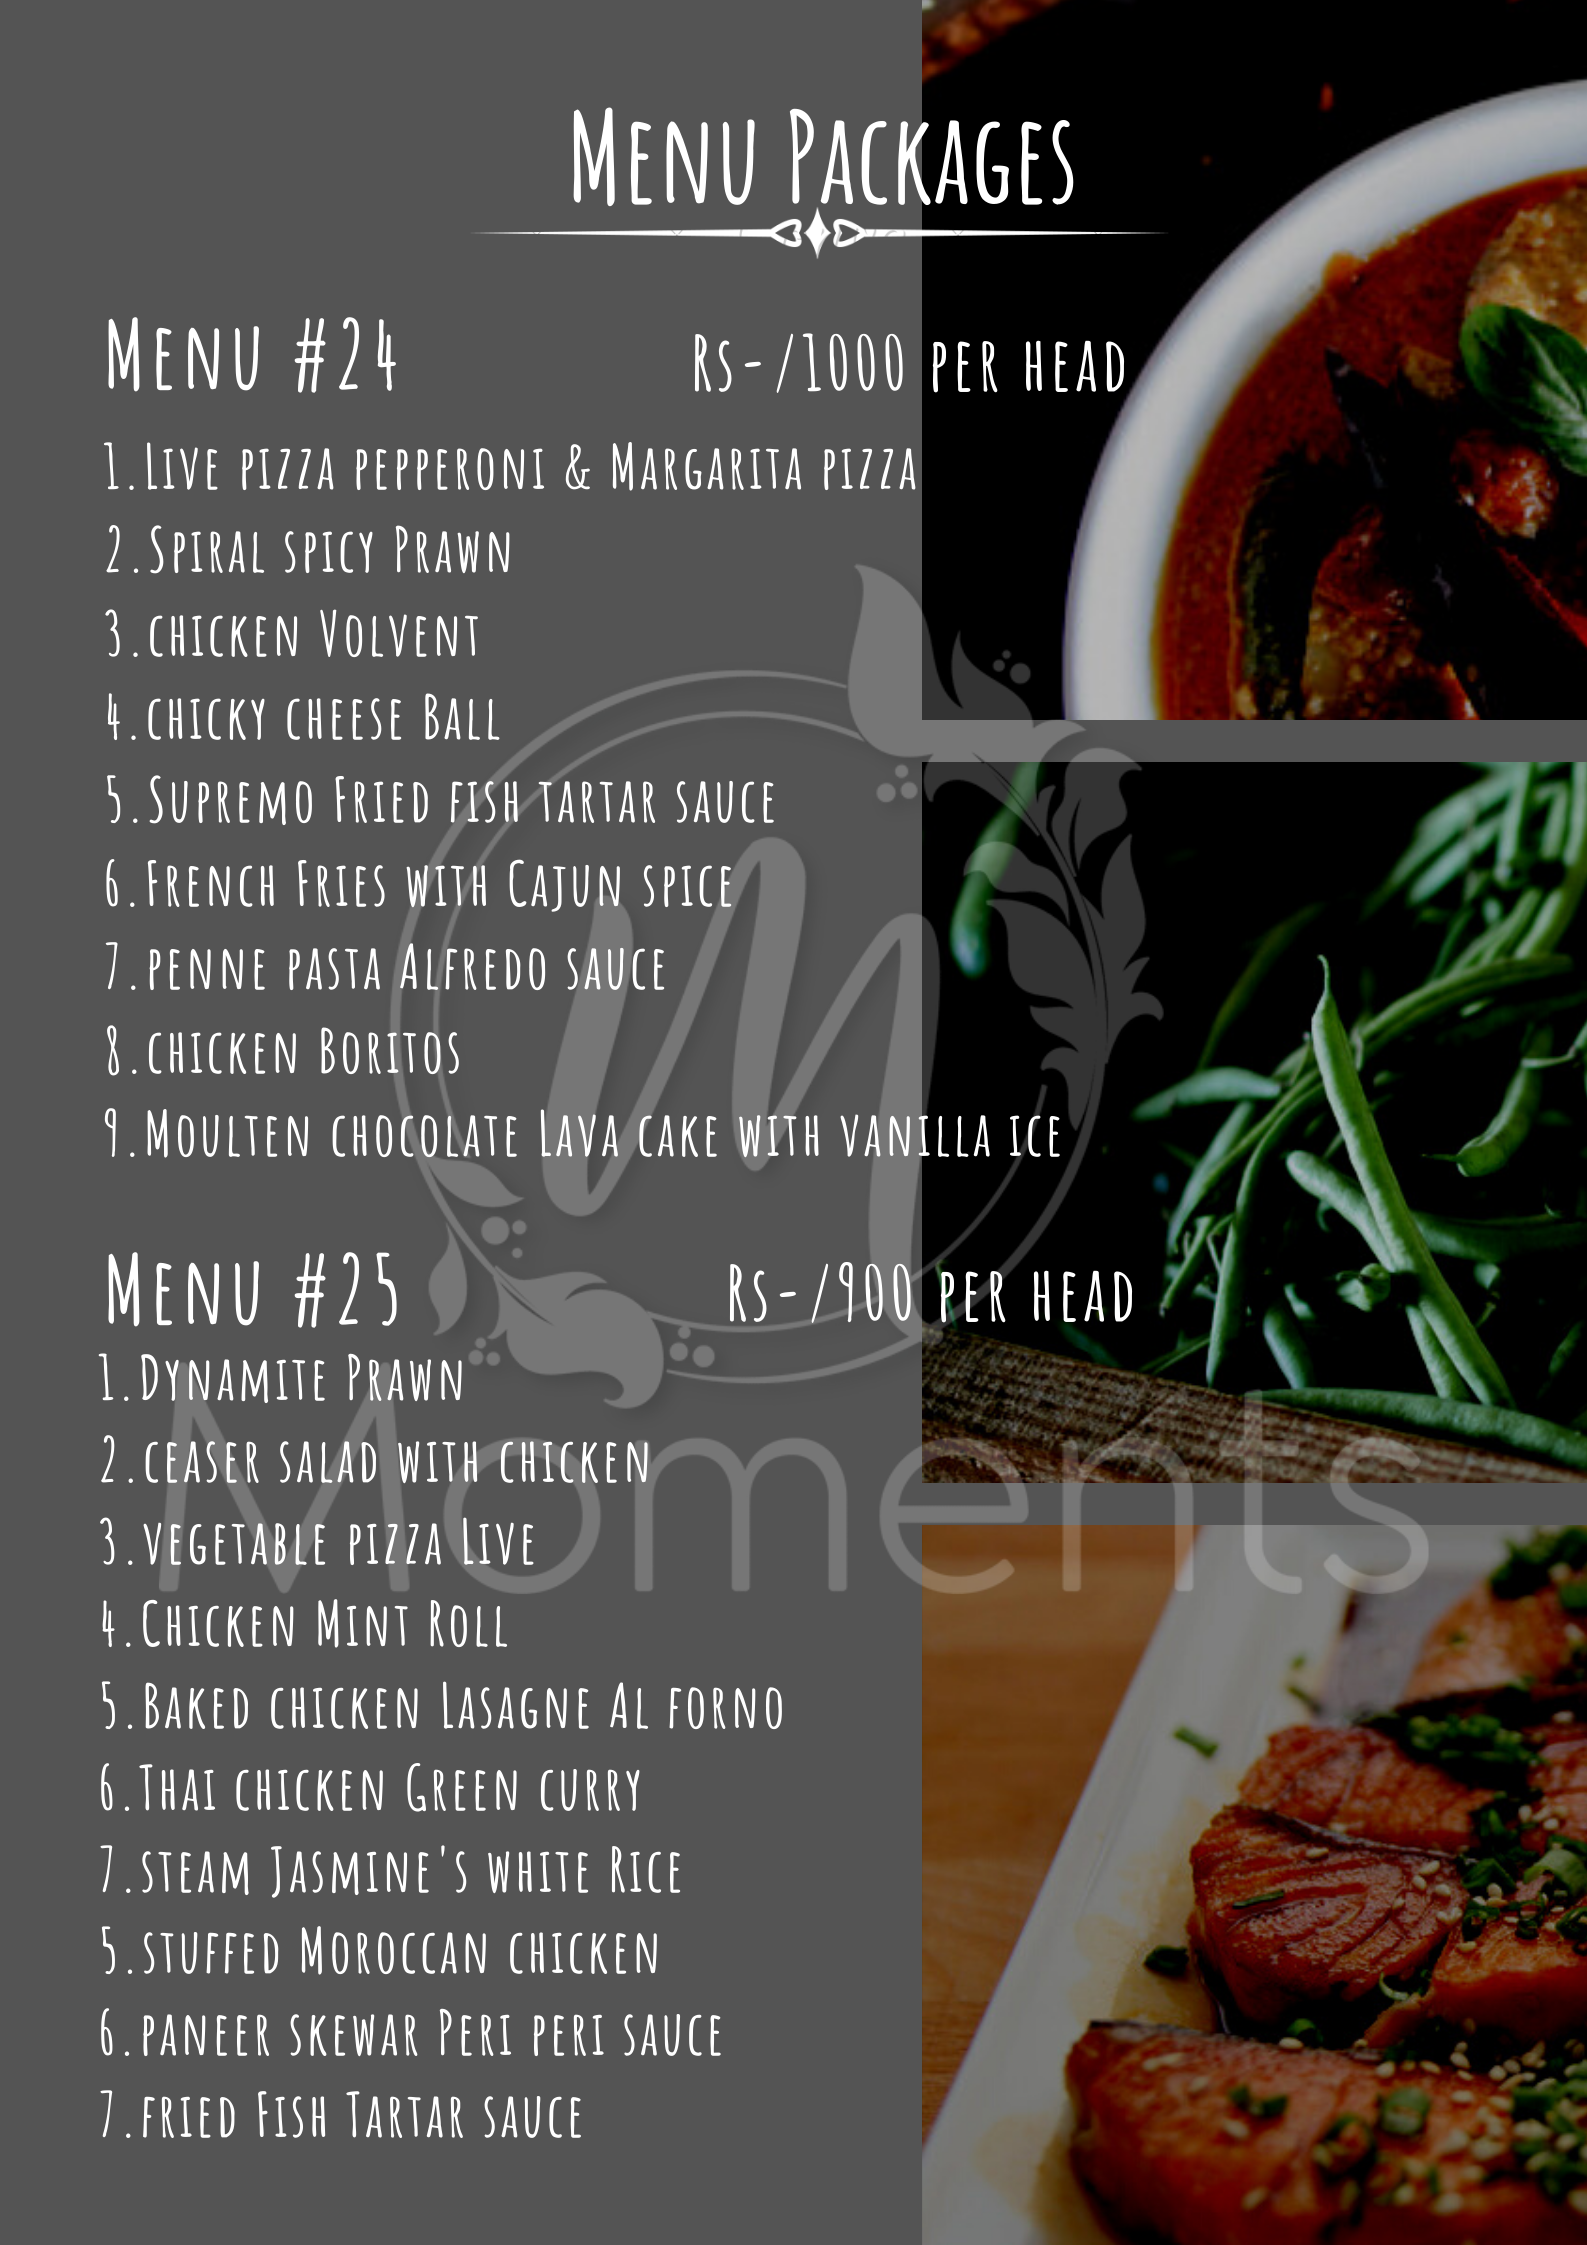 Menu Packages
Menu #24 Rs-/1000 per head
1.Live pizza pepperoni & Margarita pizza
2.Spiral spicy Prawn
3.chicken Volvent
4.chicky cheese Ball
5.Supremo Fried fish tartar sauce
6.French Fries with Cajun spice
7.penne pasta Alfredo sauce
8.chicken Boritos
9.Moulten chocolate Lava cake with vanilla ice
Menu #25 Rs-/900 per head
1.Dynamite Prawn
2.ceaser salad with chicken
3.vegetable pizza Live
4.Chicken Mint Roll
5.Baked chicken Lasagne Al forno
6.Thai chicken Green curry
7.steam Jasmine's white Rice
5.stuffed Moroccan chicken
6.paneer skewar Peri peri sauce
7.fried Fish Tartar sauce
M
Moments